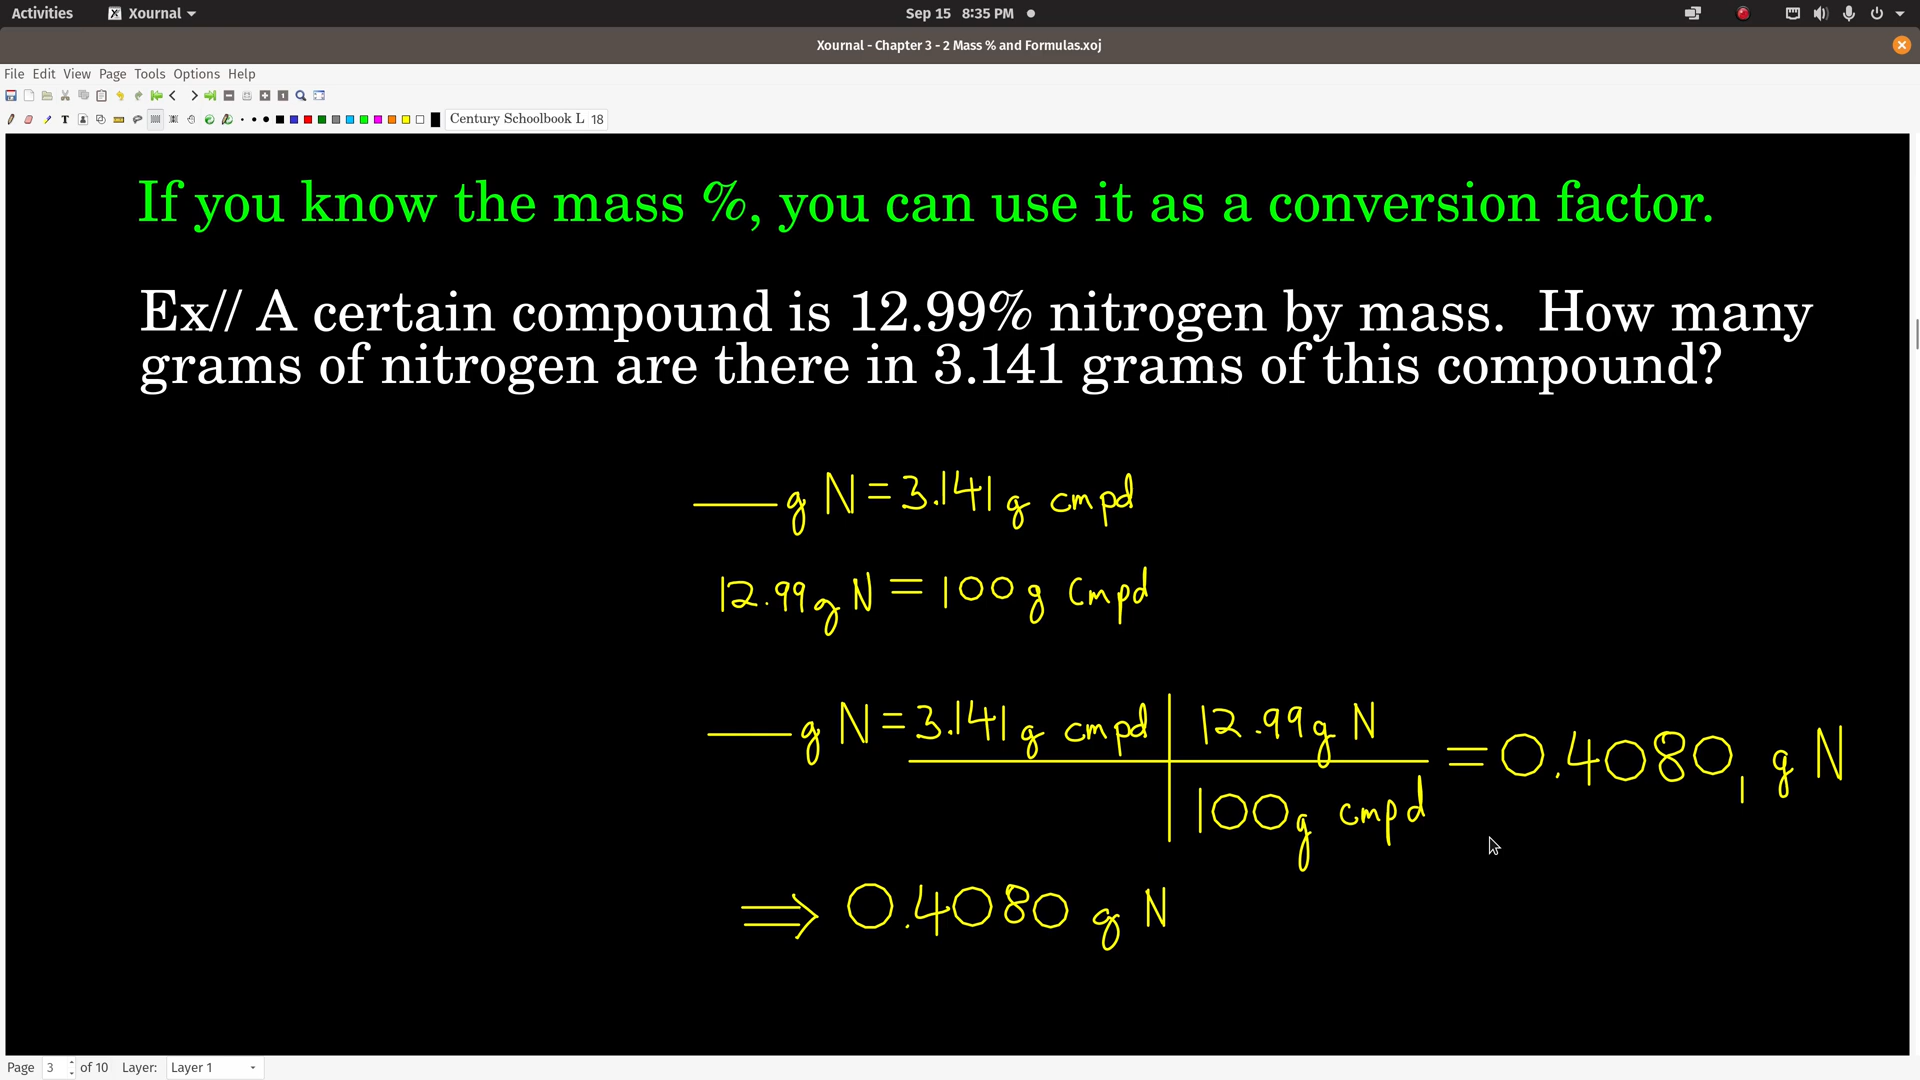 Activities Xournal Sep 15 8:35 PM
Xournal - Chapter 3 - 2 Mass % and Formulas.xoj
File Edit View Page Tools Options Help
Century Schoolbook L 18
If you know the mass %, you can use it as a conversion factor.
Ex// A certain compound is 12.99% nitrogen by mass. How many
grams of nitrogen are there in 3.141 grams of this compound?
___ g N = 3.141 g cmpd
12.99 g N = 100 g cmpd
___ g N = 3.141 g cmpd | 12.99 g N
= 0.4080₁ g N
100 g cmpd
⇒ 0.4080 g N
Page 3 of 10 Layer: Layer 1